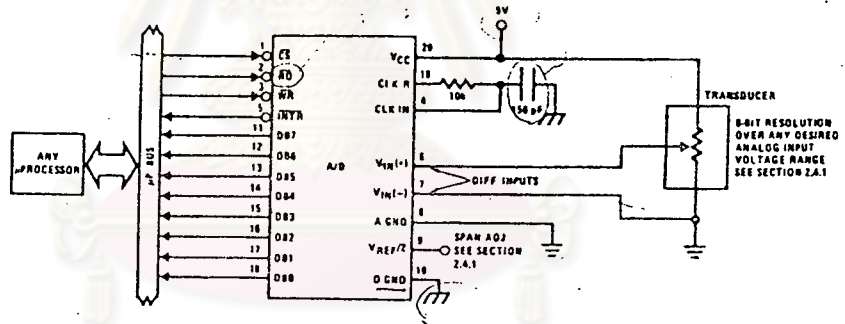 5V
1 CS
2 RD
3 WR
5 INTR
11 DB7
12 DB6
13 DB5
14 DB4
15 DB3
16 DB2
17 DB1
18 DB0
ANY
μPROCESSOR
μP BUS
A/D
VCC 20
CLK R 19
10k
150 pF
CLK IN 4
VIN(+) 6
VIN(-) 7
DIFF INPUTS
A GND 8
VREF/2 9
SPAN ADJ
SEE SECTION
2.4.1
D GND 10
TRANSDUCER
8-BIT RESOLUTION
OVER ANY DESIRED
ANALOG INPUT
VOLTAGE RANGE
SEE SECTION 2.4.1